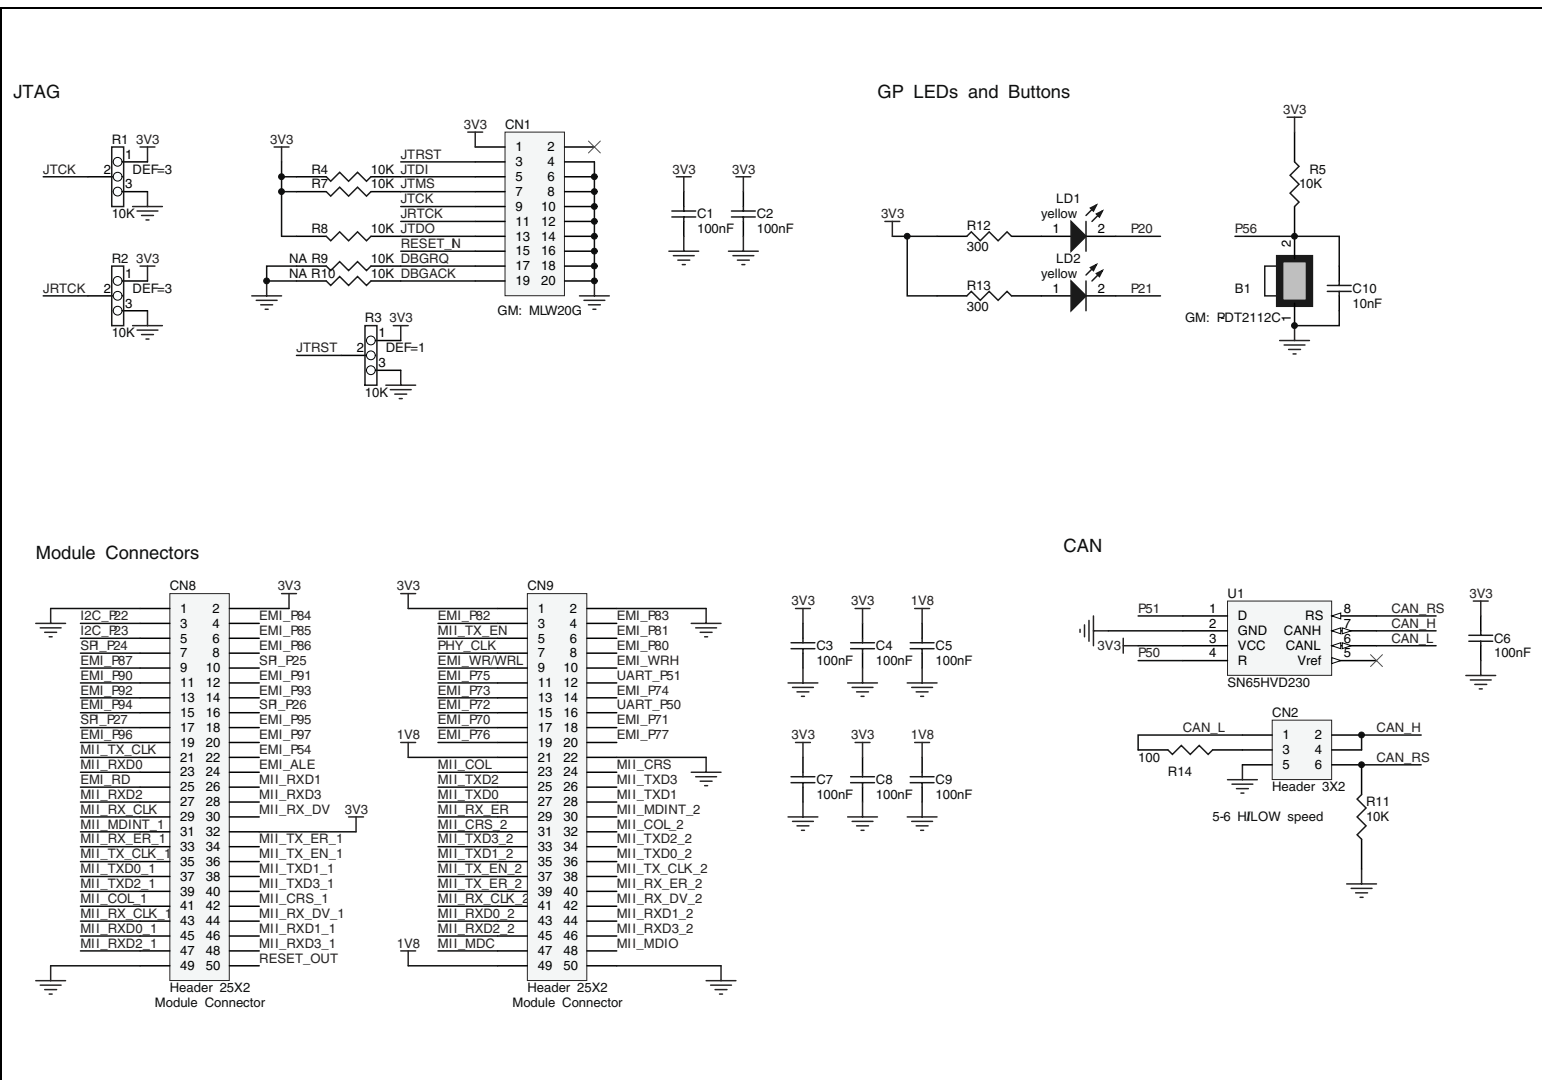 JTAG
GP LEDs and Buttons
R1 3V3
1
JTCK 2 DEF=3
3
10K
R2 3V3
1
JRTCK 2 DEF=3
3
10K
3V3 CN1
3V3
1 2
JTRST 3 4
R4 10K JTDI 5 6
R7 10K JTMS 7 8
JTCK 9 10
JRTCK 11 12
R8 10K JTDO 13 14
RESET_N 15 16
NA R9 10K DBGRQ 17 18
NA R10 10K DBGACK 19 20
GM: MLW20G
R3 3V3
1
JTRST 2 DEF=1
3
10K
3V3 3V3
C1 C2
100nF 100nF
3V3
R12
300
LD1
yellow
1 2 P20
LD2
yellow
R13
300
1 2 P21
3V3
R5
10K
P56
2
B1
C10
10nF
GM: PDT2112C
1
Module Connectors
CN8
3V3
1 2
I2C_P22 3 4 EMI_P84
I2C_P23 5 6 EMI_P85
SPI_P24 7 8 EMI_P86
EMI_P87 9 10 SPI_P25
EMI_P90 11 12 EMI_P91
EMI_P92 13 14 EMI_P93
EMI_P94 15 16 SPI_P26
SPI_P27 17 18 EMI_P95
EMI_P96 19 20 EMI_P97
MII_TX_CLK 21 22 EMI_P54
MII_RXD0 23 24 EMI_ALE
EMI_RD 25 26 MII_RXD1
MII_RXD2 27 28 MII_RXD3
MII_RX_CLK 29 30 MII_RX_DV 3V3
MII_MDINT_1 31 32
MII_RX_ER_1 33 34 MII_TX_ER_1
MII_TX_CLK_1 35 36 MII_TX_EN_1
MII_TXD0_1 37 38 MII_TXD1_1
MII_TXD2_1 39 40 MII_TXD3_1
MII_COL_1 41 42 MII_CRS_1
MII_RX_CLK_1 43 44 MII_RX_DV_1
MII_RXD0_1 45 46 MII_RXD1_1
MII_RXD2_1 47 48 MII_RXD3_1
49 50 RESET_OUT
Header 25X2
Module Connector
3V3
CN9
1 2
EMI_P82 3 4 EMI_P83
MII_TX_EN 5 6 EMI_P81
PHY_CLK 7 8 EMI_P80
EMI_WR/WRL 9 10 EMI_WRH
EMI_P75 11 12 UART_P51
EMI_P73 13 14 EMI_P74
EMI_P72 15 16 UART_P50
EMI_P70 17 18 EMI_P71
1V8 EMI_P76 19 20 EMI_P77
21 22
MII_COL 23 24 MII_CRS
MII_TXD2 25 26 MII_TXD3
MII_TXD0 27 28 MII_TXD1
MII_RX_ER 29 30 MII_MDINT_2
MII_CRS_2 31 32 MII_COL_2
MII_TXD3_2 33 34 MII_TXD2_2
MII_TXD1_2 35 36 MII_TXD0_2
MII_TX_EN_2 37 38 MII_TX_CLK_2
MII_TX_ER_2 39 40 MII_RX_ER_2
MII_RX_CLK_2 41 42 MII_RX_DV_2
MII_RXD0_2 43 44 MII_RXD1_2
MII_RXD2_2 45 46 MII_RXD3_2
1V8 MII_MDC 47 48 MII_MDIO
49 50
Header 25X2
Module Connector
3V3 3V3 1V8
C3 C4 C5
100nF 100nF 100nF
3V3 3V3 1V8
C7 C8 C9
100nF 100nF 100nF
CAN
U1
P51 1 D RS 8 CAN_RS
2 GND CANH 7 CAN_H
3V3 3 VCC CANL 6 CAN_L
P50 4 R Vref 5
SN65HVD230
3V3
C6
100nF
CN2
CAN_L 1 2 CAN_H
3 4
100
R14
5 6 CAN_RS
Header 3X2
R11
10K
5-6 HI/LOW speed